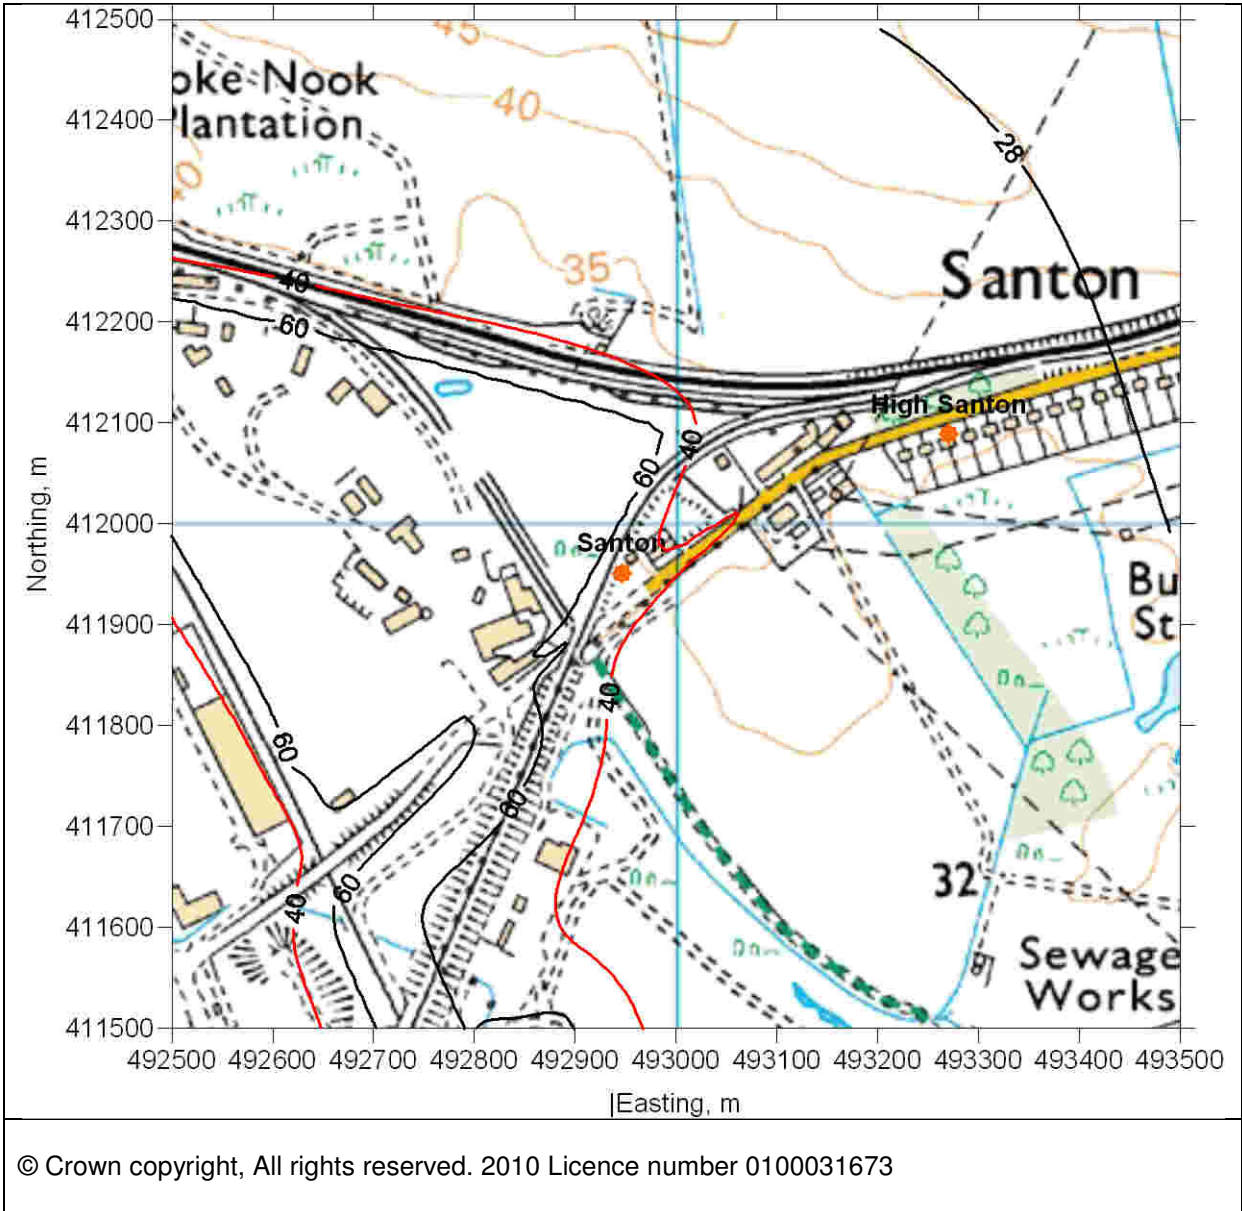 412500
412400
412300
412200
412100
412000
411900
411800
411700
411600
411500
Northing, m
45
oke Nook
Plantation
40
40
28
35
Santon
40
60
High Santon
40
60
Santon
Bu
St
40
60
60
60
40
32
Sewage
Works
492500 492600 492700 492800 492900 493000 493100 493200 493300 493400 493500
|Easting, m
© Crown copyright, All rights reserved. 2010 Licence number 0100031673